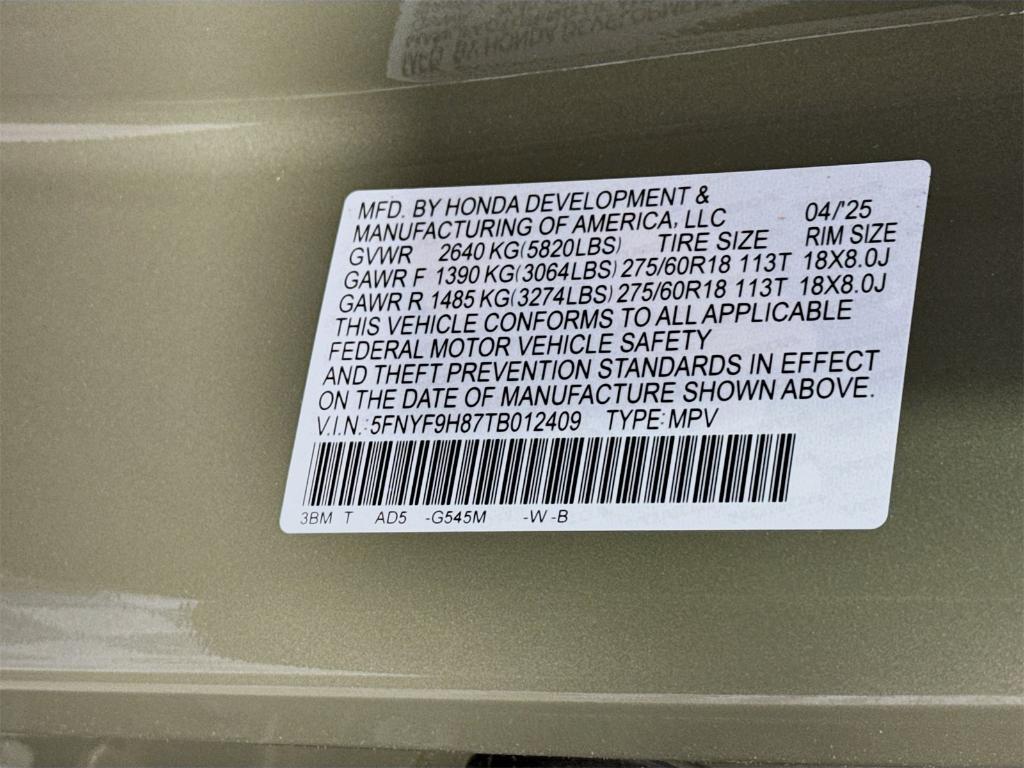 MFD. BY HONDA DEVELOPMENT &
MANUFACTURING OF AMERICA, LLC 04/'25
GVWR 2640 KG(5820LBS) TIRE SIZE RIM SIZE
GAWR F 1390 KG(3064LBS) 275/60R18 113T 18X8.0J
GAWR R 1485 KG(3274LBS) 275/60R18 113T 18X8.0J
THIS VEHICLE CONFORMS TO ALL APPLICABLE
FEDERAL MOTOR VEHICLE SAFETY
AND THEFT PREVENTION STANDARDS IN EFFECT
ON THE DATE OF MANUFACTURE SHOWN ABOVE.
V.I.N.: 5FNYF9H87TB012409 TYPE: MPV
3BM T AD5 -G545M -W -B